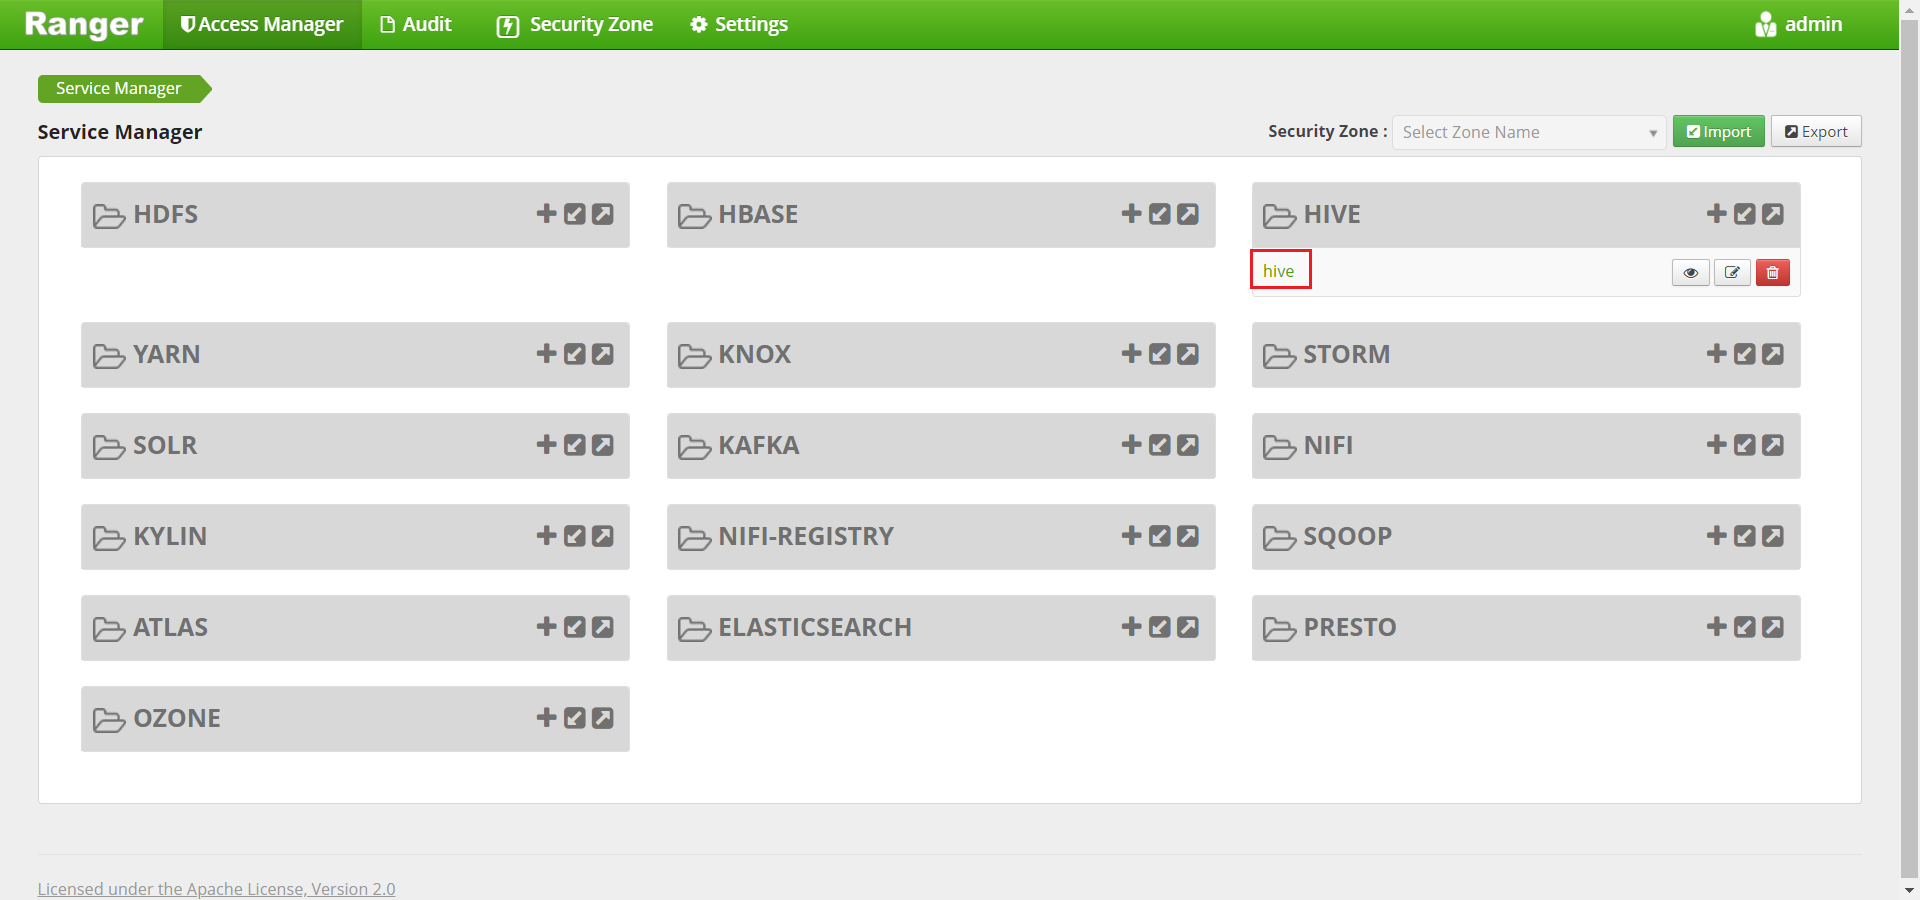 Ranger Access Manager Audit Security Zone Settings admin
Service Manager
Service Manager Security Zone : Select Zone Name Import Export
HDFS HBASE HIVE
hive
YARN KNOX STORM
SOLR KAFKA NIFI
KYLIN NIFI-REGISTRY SQOOP
ATLAS ELASTICSEARCH PRESTO
OZONE
Licensed under the Apache License, Version 2.0